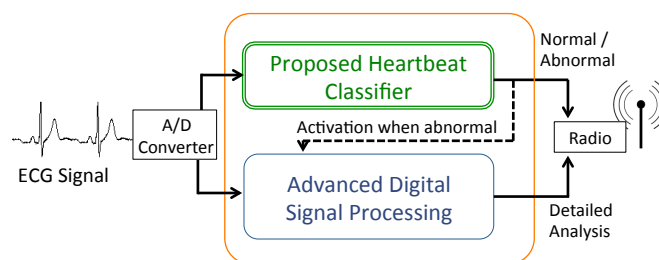 ECG Signal
A/D
Converter
Proposed Heartbeat
Classifier
Activation when abnormal
Advanced Digital
Signal Processing
Normal /
Abnormal
Radio
Detailed
Analysis